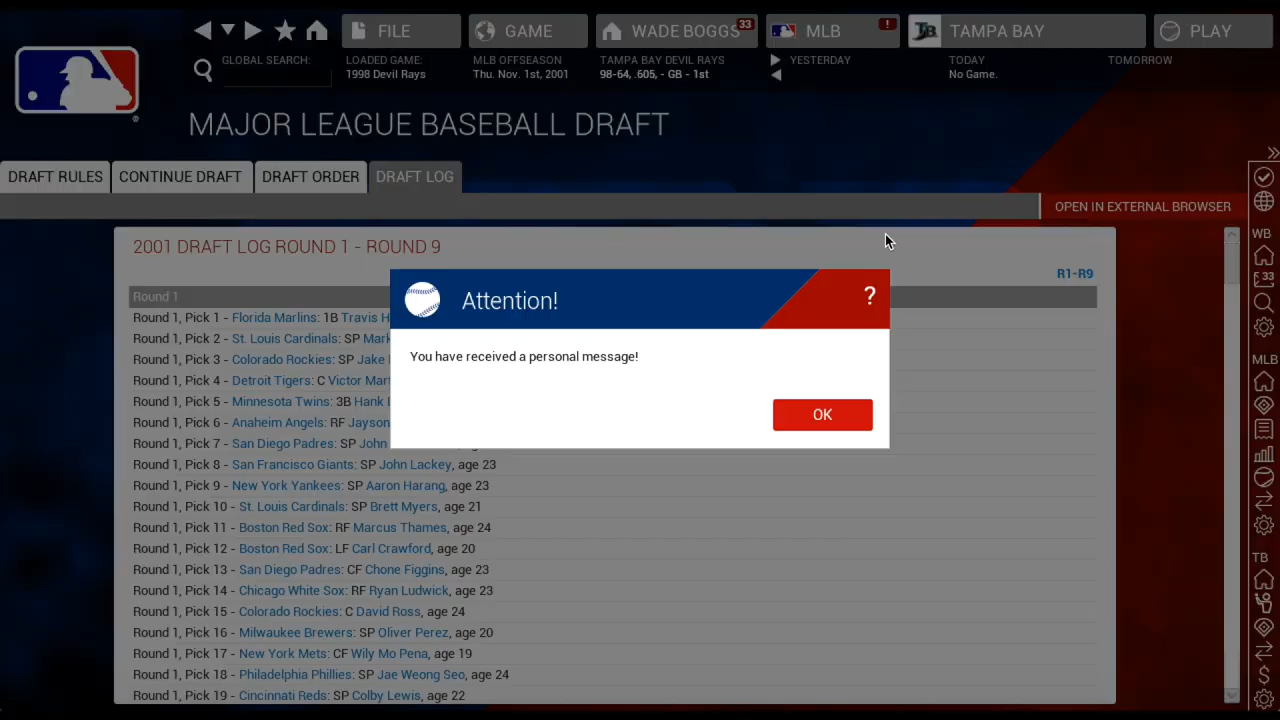 FILE
GAME
WADE BOGGS 33
MLB !
TAMPA BAY
PLAY
GLOBAL SEARCH:
LOADED GAME:
1998 Devil Rays
MLB OFFSEASON
Thu. Nov. 1st, 2001
TAMPA BAY DEVIL RAYS
98-64, .605, - GB - 1st
YESTERDAY
TODAY
No Game.
TOMORROW
MAJOR LEAGUE BASEBALL DRAFT
DRAFT RULES
CONTINUE DRAFT
DRAFT ORDER
DRAFT LOG
OPEN IN EXTERNAL BROWSER
2001 DRAFT LOG ROUND 1 - ROUND 9
R1-R9
Round 1
Round 1, Pick 1 - Florida Marlins: 1B Travis H
Round 1, Pick 2 - St. Louis Cardinals: SP Mark
Round 1, Pick 3 - Colorado Rockies: SP Jake
Round 1, Pick 4 - Detroit Tigers: C Victor Mart
Round 1, Pick 5 - Minnesota Twins: 3B Hank
Round 1, Pick 6 - Anaheim Angels: RF Jayson
Round 1, Pick 7 - San Diego Padres: SP John
Round 1, Pick 8 - San Francisco Giants: SP John Lackey, age 23
Round 1, Pick 9 - New York Yankees: SP Aaron Harang, age 23
Round 1, Pick 10 - St. Louis Cardinals: SP Brett Myers, age 21
Round 1, Pick 11 - Boston Red Sox: RF Marcus Thames, age 24
Round 1, Pick 12 - Boston Red Sox: LF Carl Crawford, age 20
Round 1, Pick 13 - San Diego Padres: CF Chone Figgins, age 23
Round 1, Pick 14 - Chicago White Sox: RF Ryan Ludwick, age 23
Round 1, Pick 15 - Colorado Rockies: C David Ross, age 24
Round 1, Pick 16 - Milwaukee Brewers: SP Oliver Perez, age 20
Round 1, Pick 17 - New York Mets: CF Wily Mo Pena, age 19
Round 1, Pick 18 - Philadelphia Phillies: SP Jae Weong Seo, age 24
Round 1, Pick 19 - Cincinnati Reds: SP Colby Lewis, age 22
Attention!
?
You have received a personal message!
OK
WB
33
MLB
TB